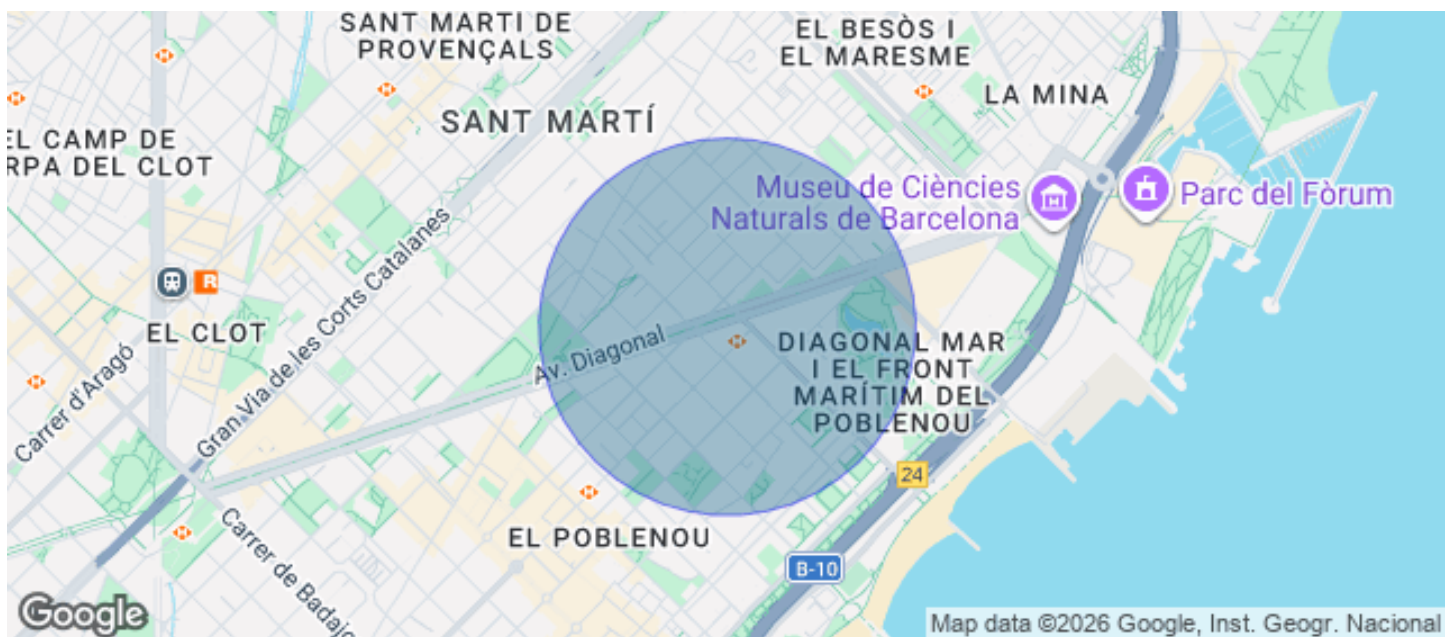 SANT MARTÍ DE
PROVENÇALS
EL BESÒS I
EL MARESME
LA MINA
SANT MARTÍ
EL CAMP DE
RPA DEL CLOT
Museu de Ciències
Naturals de Barcelona
Parc del Fòrum
R
EL CLOT
Gran Via de les Corts Catalanes
Carrer d'Aragó
Av. Diagonal
DIAGONAL MAR
I EL FRONT
MARÍTIM DEL
POBLENOU
24
EL POBLENOU
Carrer de Badajo
B-10
Google
Map data ©2026 Google, Inst. Geogr. Nacional